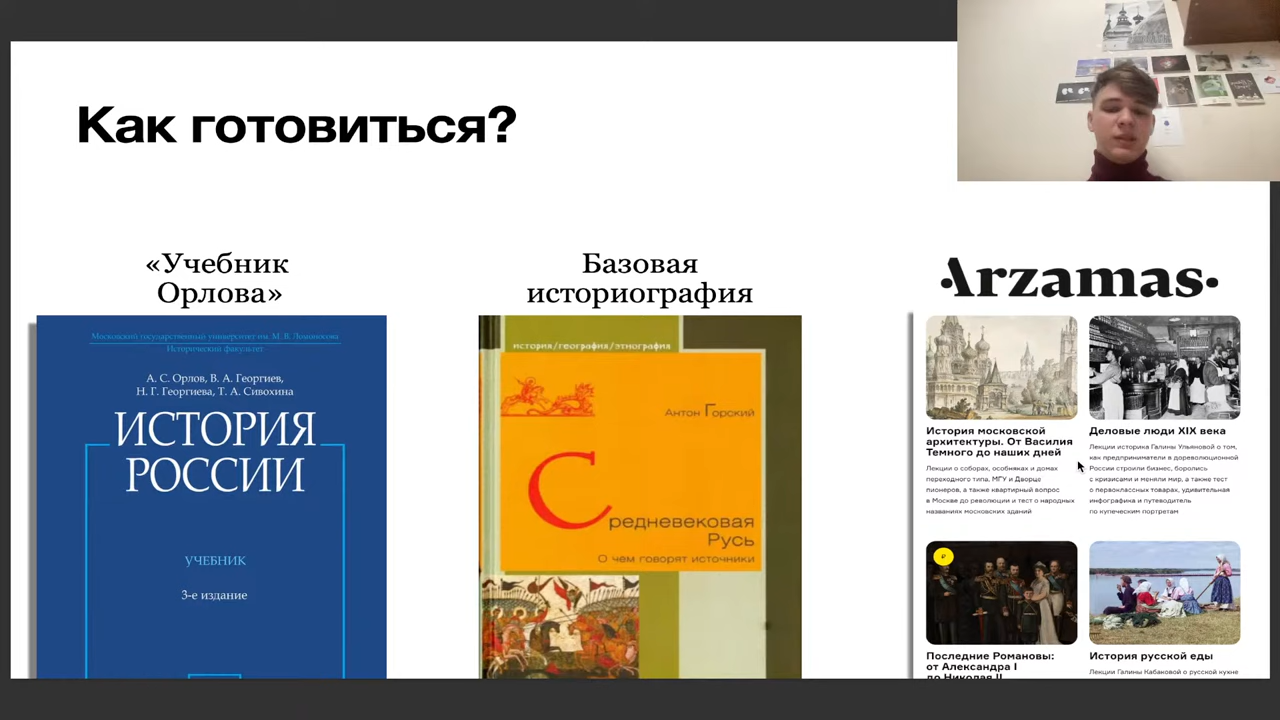 Как готовиться?
«Учебник
Орлова»
Московский государственный университет им. М. В. Ломоносова
Исторический факультет
А. С. Орлов, В. А. Георгиев,
Н. Г. Георгиева, Т. А. Сивохина
ИСТОРИЯ
РОССИИ
УЧЕБНИК
3-е издание
Базовая
историография
история/география/этнография
Антон Горский
Средневековая
Русь
О чем говорят источники
Arzamas
История московской
архитектуры. От Василия
Темного до наших дней
Лекции о соборах, особняках и домах
переходного типа, МГУ и Дворце
пионеров, а также квартирный вопрос
в Москве до революции и тест о народных
названиях московских зданий
Деловые люди XIX века
Лекции историка Галины Ульяновой о том,
как предприниматели в дореволюционной
России строили бизнес, боролись
с кризисами и меняли мир, а также тест
о первоклассных товарах, удивительная
инфографика и путеводитель
по купеческим портретам
₽
Последние Романовы:
от Александра I
до Николая II
История русской еды
Лекции Галины Кабаковой о русской кухне